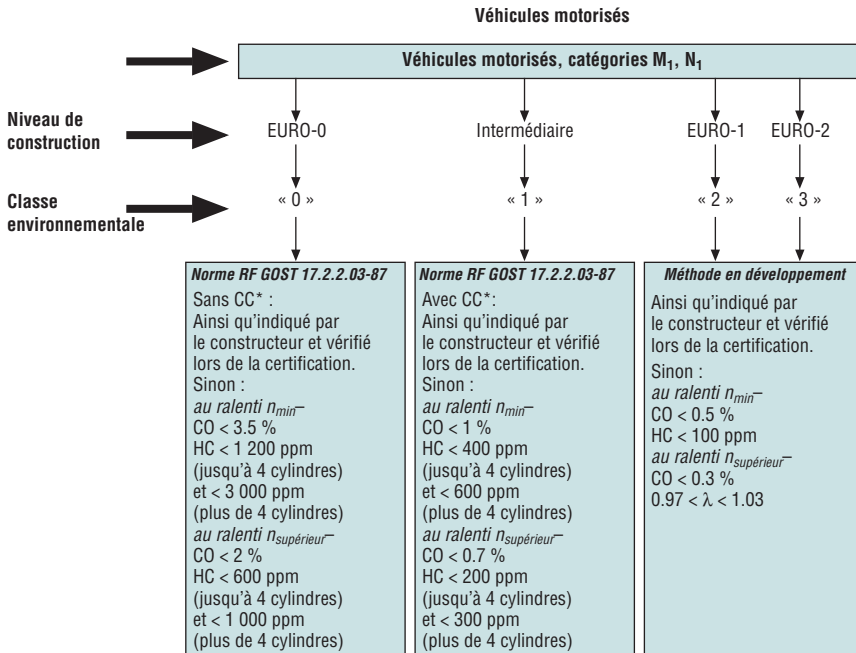 Véhicules motorisés
Véhicules motorisés, catégories M₁, N₁
Niveau de
construction
EURO-0
Intermédiaire
EURO-1
EURO-2
Classe
environnementale
« 0 »
« 1 »
« 2 »
« 3 »
Norme RF GOST 17.2.2.03-87
Sans CC* :
Ainsi qu'indiqué par
le constructeur et vérifié
lors de la certification.
Sinon :
au ralenti nmin–
CO < 3.5 %
HC < 1 200 ppm
(jusqu'à 4 cylindres)
et < 3 000 ppm
(plus de 4 cylindres)
au ralenti nsupérieur–
CO < 2 %
HC < 600 ppm
(jusqu'à 4 cylindres)
et < 1 000 ppm
(plus de 4 cylindres)
Norme RF GOST 17.2.2.03-87
Avec CC*:
Ainsi qu'indiqué par
le constructeur et vérifié
lors de la certification.
Sinon :
au ralenti nmin–
CO < 1 %
HC < 400 ppm
(jusqu'à 4 cylindres)
et < 600 ppm
(plus de 4 cylindres)
au ralenti nsupérieur–
CO < 0.7 %
HC < 200 ppm
(jusqu'à 4 cylindres)
et < 300 ppm
(plus de 4 cylindres)
Méthode en développement
Ainsi qu'indiqué par
le constructeur et vérifié
lors de la certification.
Sinon :
au ralenti nmin–
CO < 0.5 %
HC < 100 ppm
au ralenti nsupérieur–
CO < 0.3 %
0.97 < λ < 1.03